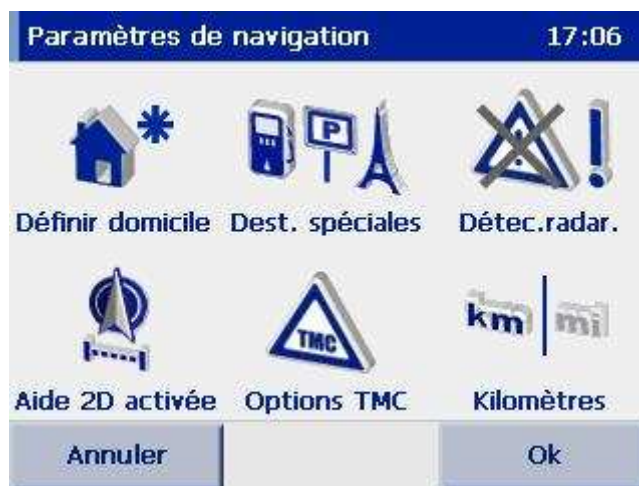 Paramètres de navigation 17:06
P
Définir domicile Dest. spéciales Détec.radar.
TMC
km mi
Aide 2D activée Options TMC Kilomètres
Annuler Ok